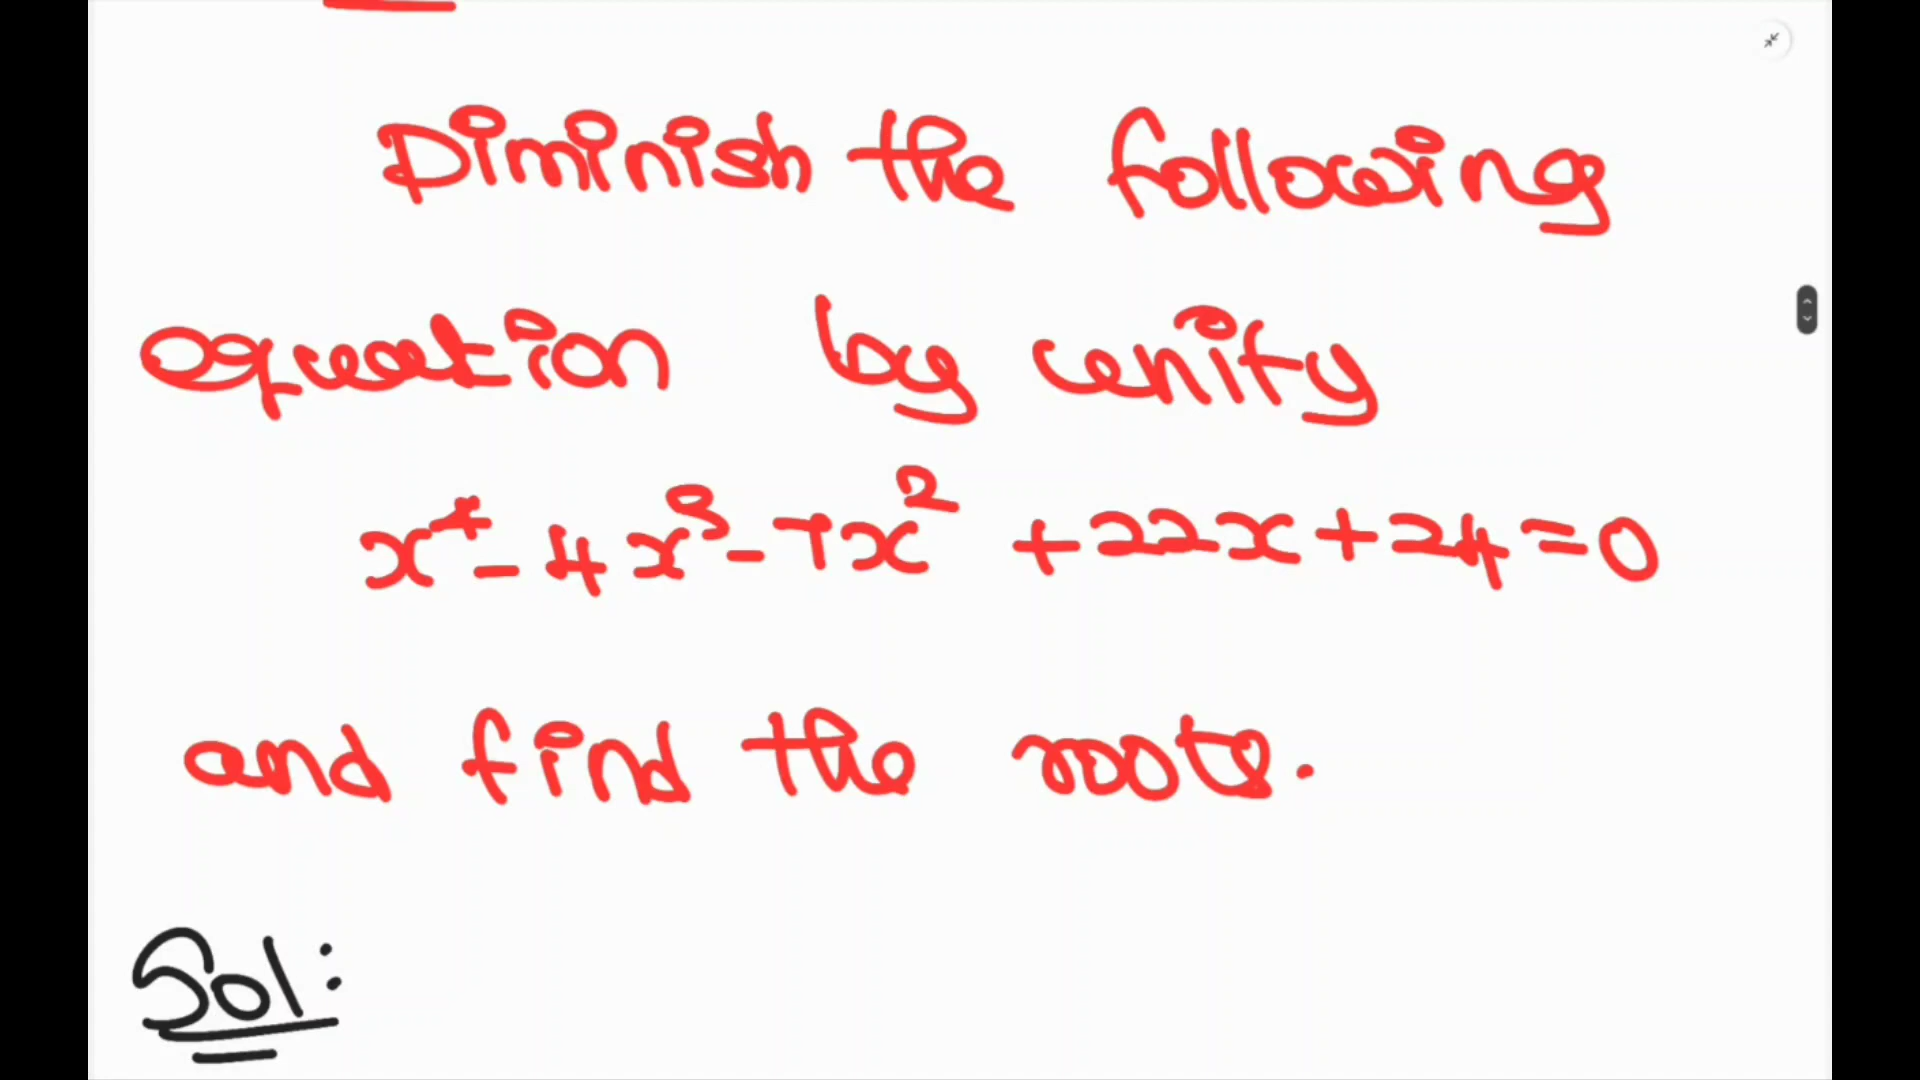 Diminish the following
equation by unity
x⁴ - 4x³ - 7x² + 22x + 24 = 0
and find the roots.
Sol: